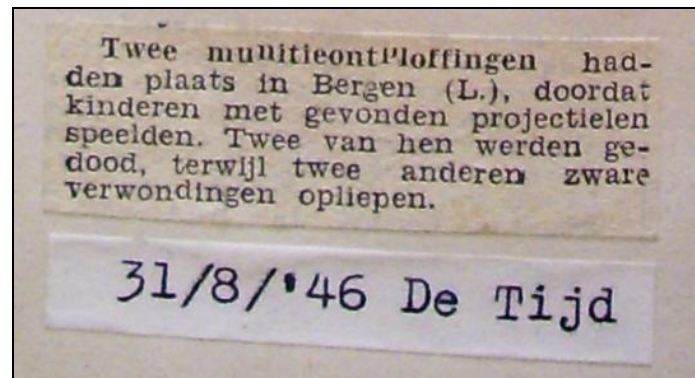 Twee munitieontploffingen had-
den plaats in Bergen (L.), doordat
kinderen met gevonden projectielen
speelden. Twee van hen werden ge-
dood, terwijl twee anderen zware
verwondingen opliepen.
31/8/'46 De Tijd